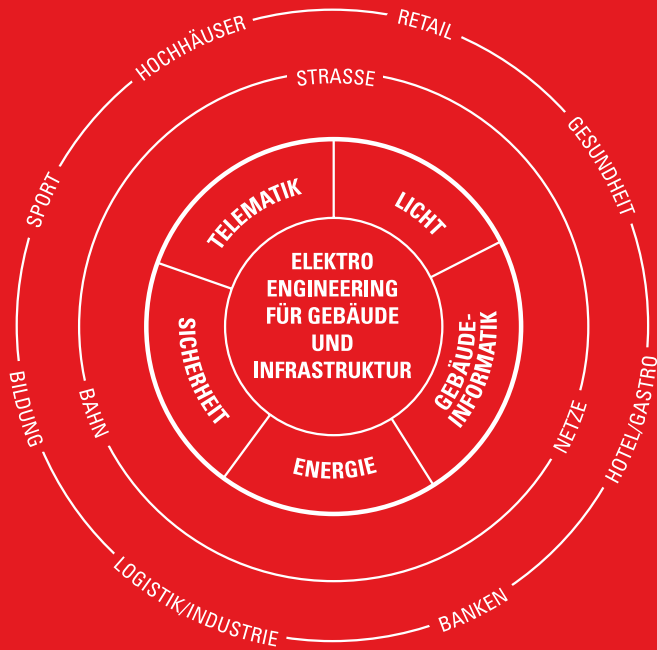 HOCHHÄUSER
RETAIL
GESUNDHEIT
HOTEL/GASTRO
BANKEN
LOGISTIK/INDUSTRIE
BILDUNG
SPORT
STRASSE
NETZE
BAHN
TELEMATIK
LICHT
GEBÄUDE-
INFORMATIK
ENERGIE
SICHERHEIT
ELEKTRO
ENGINEERING
FÜR GEBÄUDE
UND
INFRASTRUKTUR